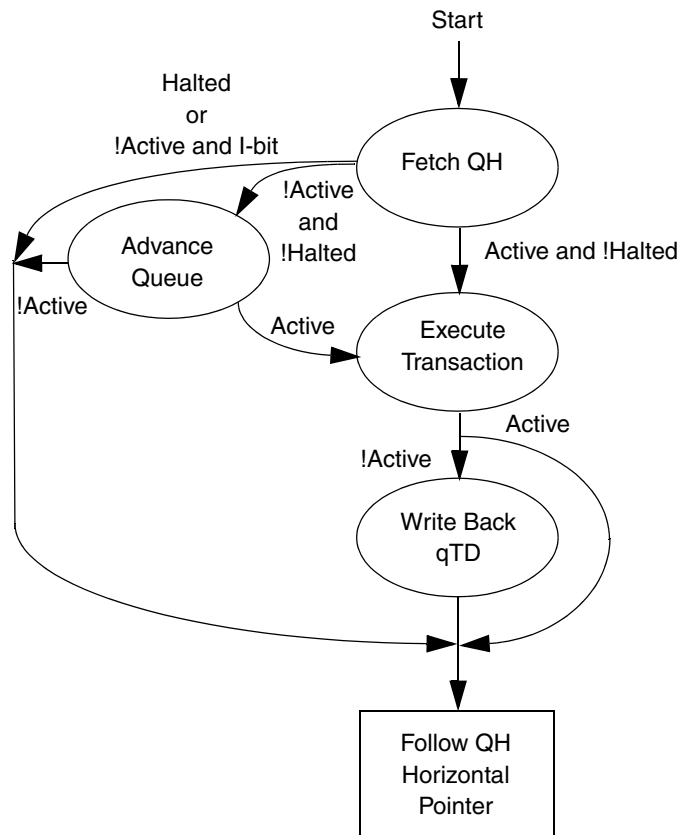 Start
Halted
or
!Active and I-bit
Fetch QH
!Active
and
!Halted
Advance
Queue
Active and !Halted
!Active
Active
Execute
Transaction
Active
!Active
Write Back
qTD
Follow QH
Horizontal
Pointer